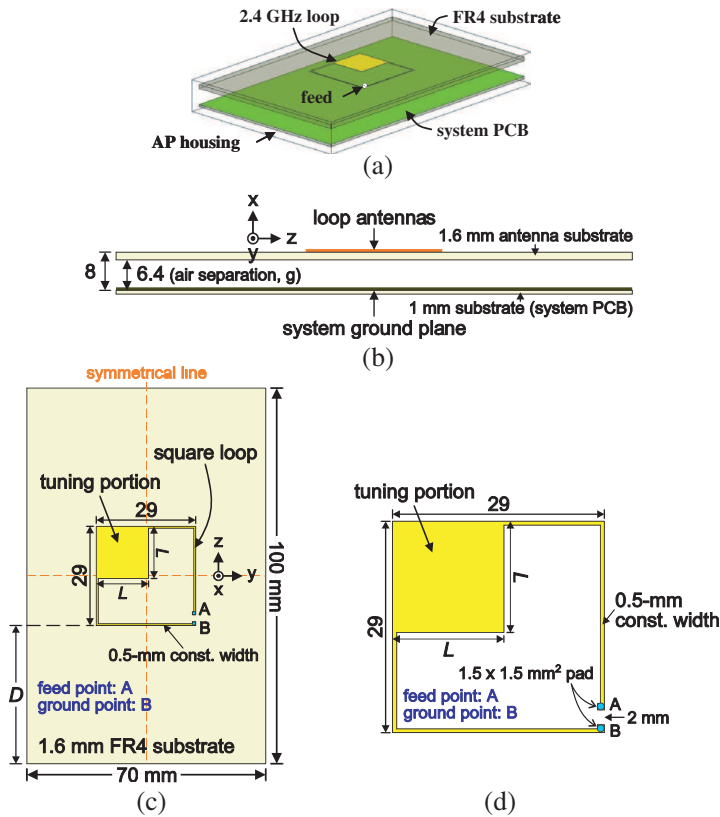 2.4 GHz loop
FR4 substrate
feed
AP housing
system PCB
(a)
x
z
y
loop antennas
1.6 mm antenna substrate
8
6.4 (air separation, g)
1 mm substrate (system PCB)
system ground plane
(b)
symmetrical line
square loop
tuning portion
29
29
L
L
z
y
x
A
B
0.5-mm const. width
D
feed point: A
ground point: B
1.6 mm FR4 substrate
100 mm
70 mm
(c)
tuning portion
29
29
L
L
0.5-mm
const. width
1.5 x 1.5 mm² pad
feed point: A
ground point: B
A
B
2 mm
(d)